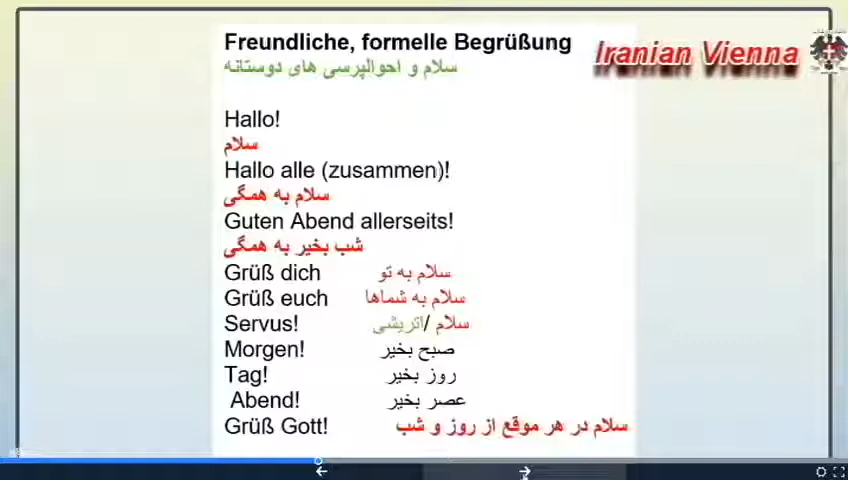 Freundliche, formelle Begrüßung
Iranian Vienna
سلام و احوالپرسی های دوستانه
Hallo!
سلام
Hallo alle (zusammen)!
سلام به همگی
Guten Abend allerseits!
شب بخیر به همگی
Grüß dich سلام به تو
Grüß euch سلام به شماها
Servus! سلام /اتریشی
Morgen! صبح بخیر
Tag! روز بخیر
Abend! عصر بخیر
Grüß Gott! سلام در هر موقع از روز و شب